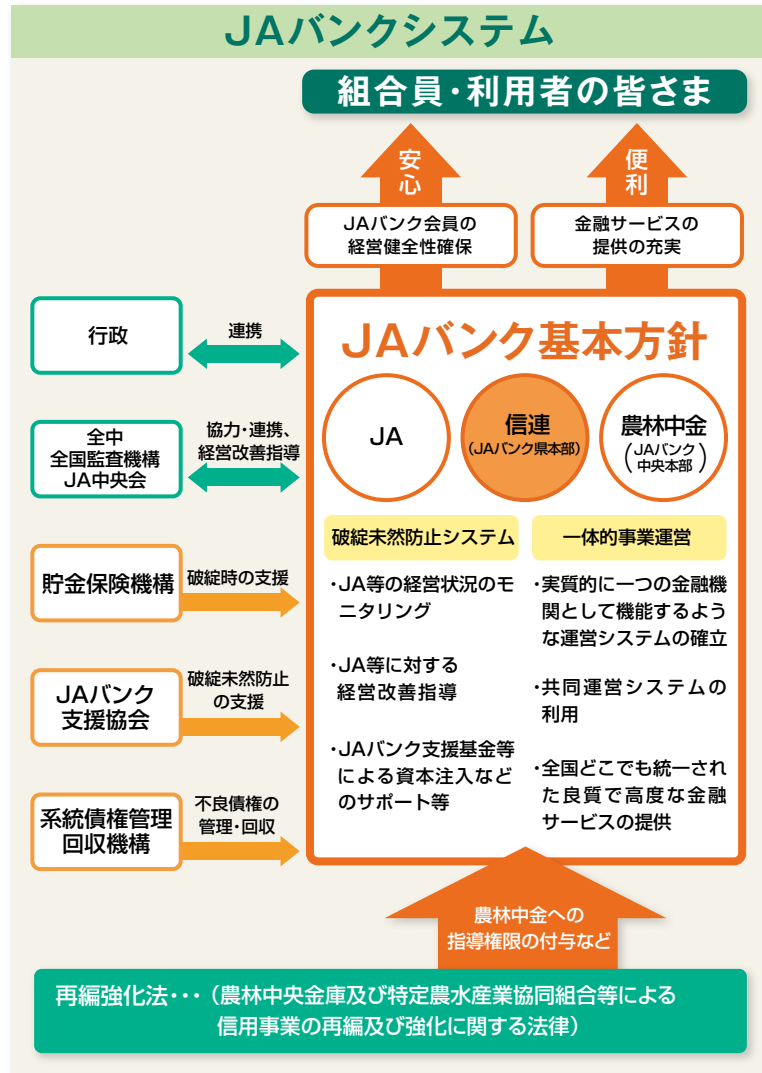 JAバンクシステム
組合員・利用者の皆さま
安心
便利
JAバンク会員の
経営健全性確保
金融サービスの
提供の充実
行政
連携
全中
全国監査機構
JA中央会
協力・連携、
経営改善指導
貯金保険機構
破綻時の支援
JAバンク
支援協会
破綻未然防止
の支援
系統債権管理
回収機構
不良債権の
管理・回収
JAバンク基本方針
JA
信連
(JAバンク県本部)
農林中金
(JAバンク
中央本部)
破綻未然防止システム
・JA等の経営状況のモ
ニタリング
・JA等に対する
経営改善指導
・JAバンク支援基金等
による資本注入など
のサポート等
一体的事業運営
・実質的に一つの金融機
関として機能するよう
な運営システムの確立
・共同運営システムの
利用
・全国どこでも統一され
た良質で高度な金融
サービスの提供
農林中金への
指導権限の付与など
再編強化法・・・(農林中央金庫及び特定農水産業協同組合等による
信用事業の再編及び強化に関する法律)